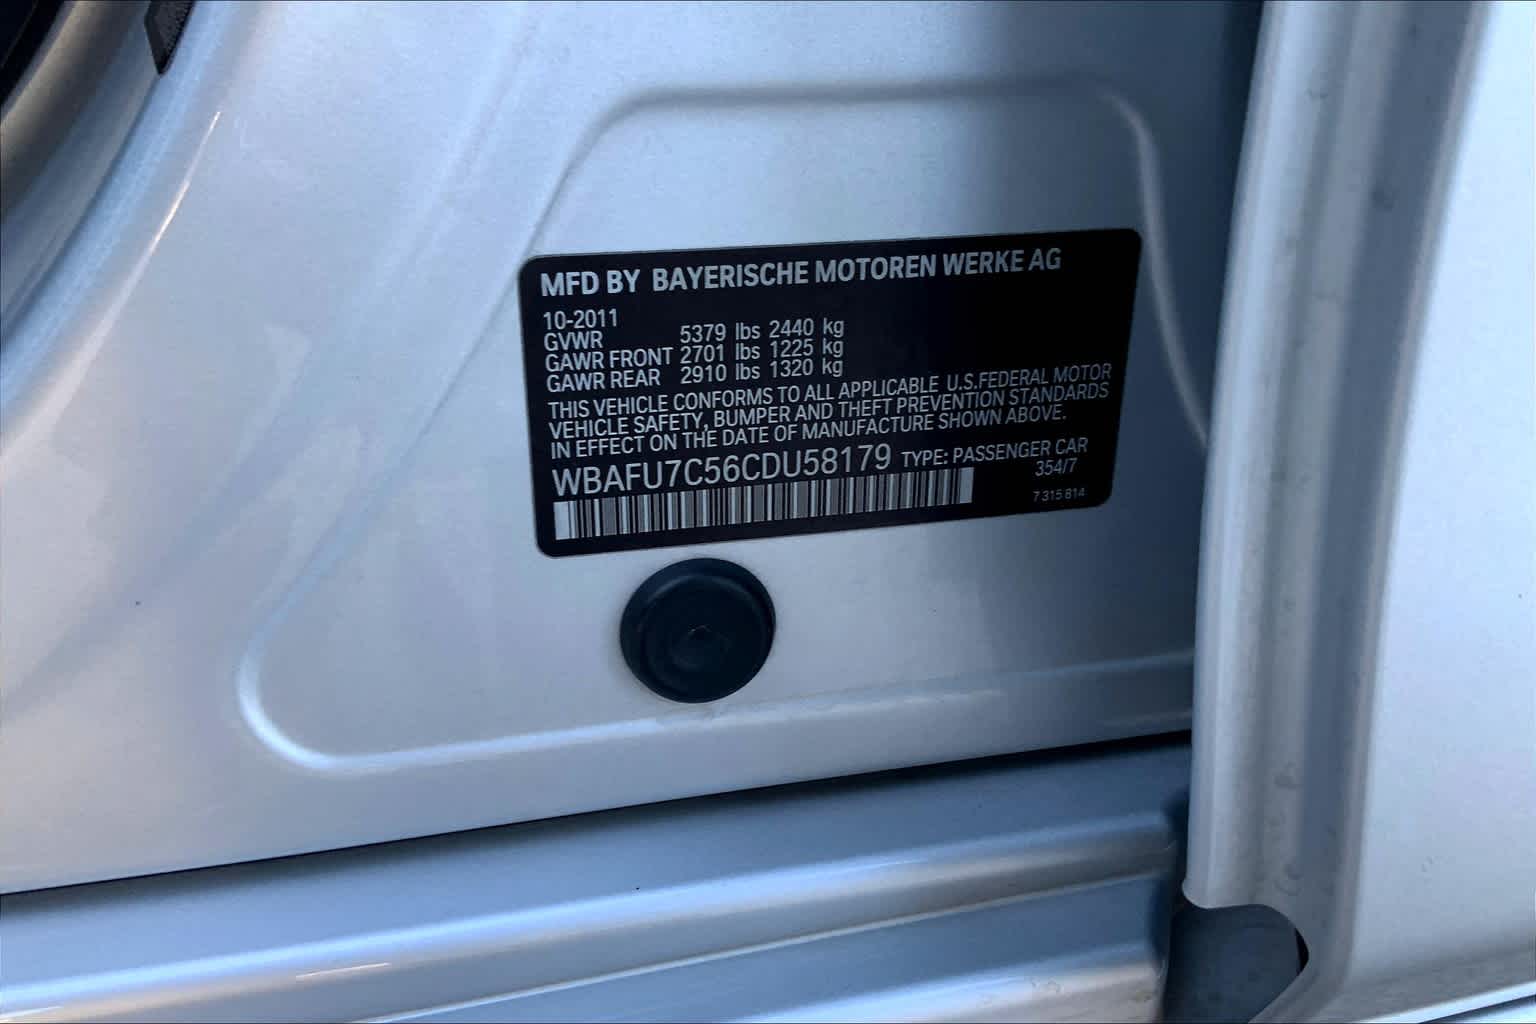 MFD BY BAYERISCHE MOTOREN WERKE AG
10-2011
GVWR 5379 lbs 2440 kg
GAWR FRONT 2701 lbs 1225 kg
GAWR REAR 2910 lbs 1320 kg
THIS VEHICLE CONFORMS TO ALL APPLICABLE U.S.FEDERAL MOTOR
VEHICLE SAFETY, BUMPER AND THEFT PREVENTION STANDARDS
IN EFFECT ON THE DATE OF MANUFACTURE SHOWN ABOVE.
WBAFU7C56CDU58179 TYPE: PASSENGER CAR
354/7
7 315 814